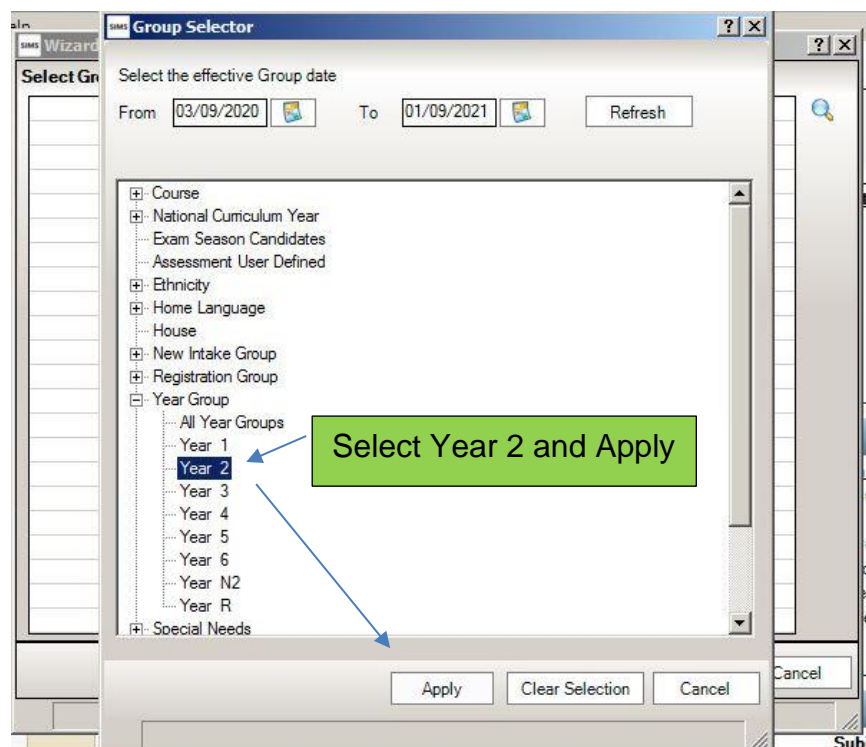 SIMS Group Selector
SIMS Wizard
Select Gr
Select the effective Group date
From 03/09/2020 To 01/09/2021 Refresh
Course
National Curriculum Year
Exam Season Candidates
Assessment User Defined
Ethnicity
Home Language
House
New Intake Group
Registration Group
Year Group
All Year Groups
Year 1
Year 2
Year 3
Year 4
Year 5
Year 6
Year N2
Year R
Special Needs
Select Year 2 and Apply
Apply Clear Selection Cancel
Cancel
Sub